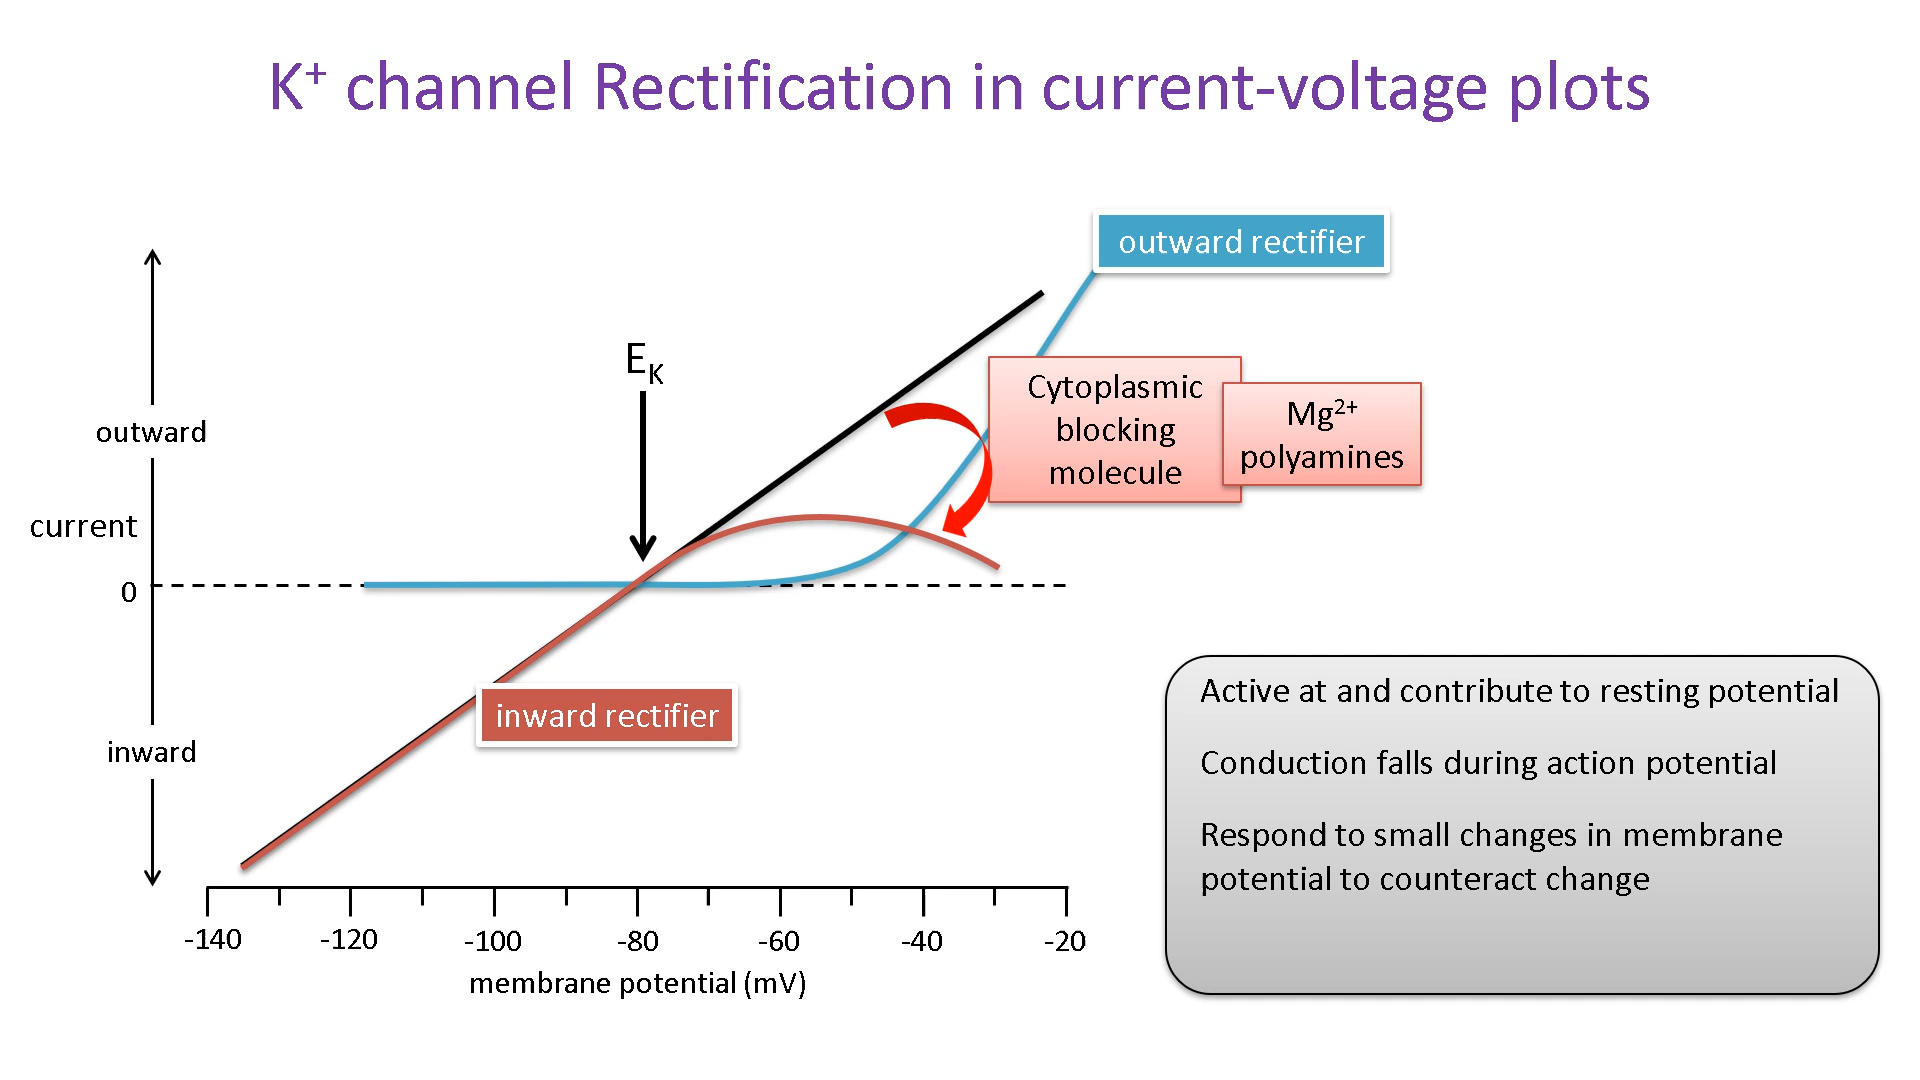 K⁺ channel Rectification in current-voltage plots
outward rectifier
E_K
Cytoplasmic
blocking
molecule
Mg²⁺
polyamines
outward
current
0
inward rectifier
inward
-140 -120 -100 -80 -60 -40 -20
membrane potential (mV)
Active at and contribute to resting potential
Conduction falls during action potential
Respond to small changes in membrane
potential to counteract change